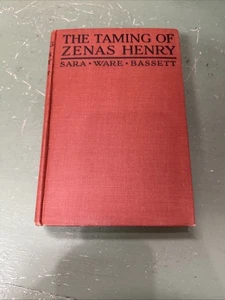 THE TAMING OF
ZENAS HENRY
SARA • WARE • BASSETT